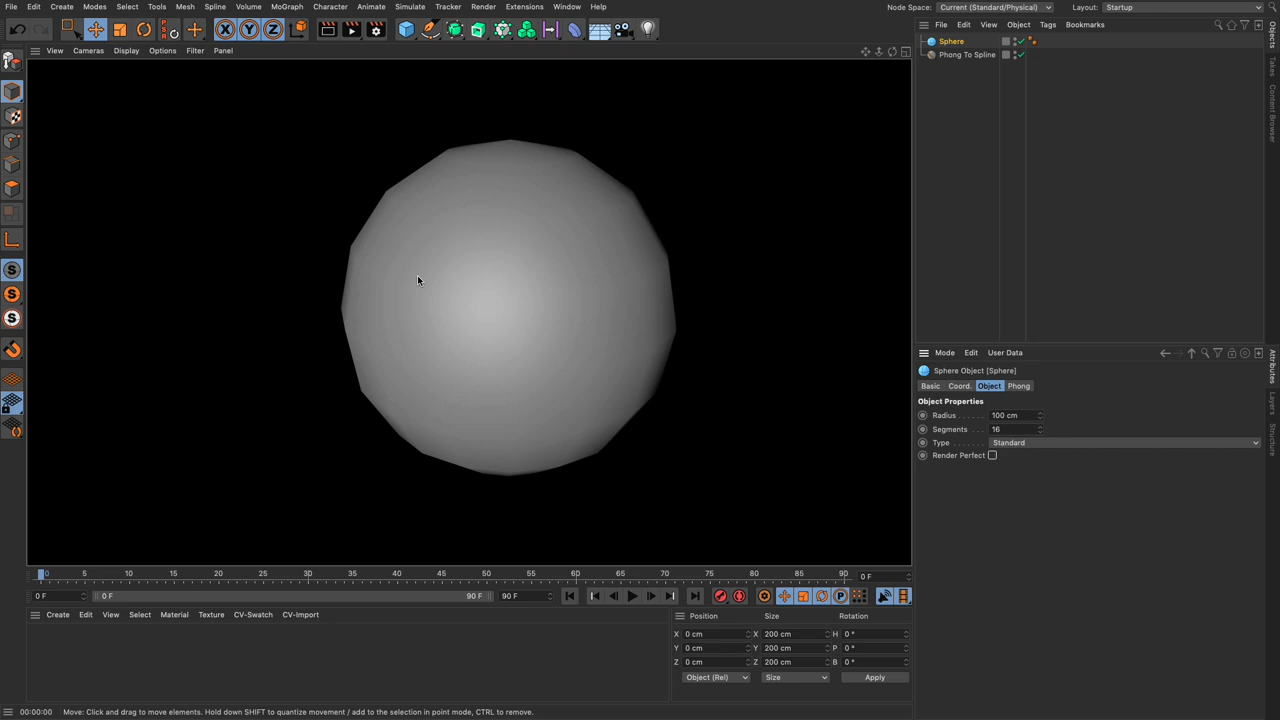 File Edit Create Modes Select Tools Mesh Spline Volume MoGraph Character Animate Simulate Tracker Render Extensions Window Help Node Space: Current (Standard/Physical) Layout: Startup
File Edit View Object Tags Bookmarks
Sphere
Phong To Spline
View Cameras Display Options Filter Panel
Objects
Takes
Content Browser
Mode Edit User Data
Sphere Object [Sphere]
Basic Coord. Object Phong
Object Properties
Radius 100 cm
Segments 16
Type Standard
Render Perfect
Attributes
Layers
Structure
0 5 10 15 20 25 30 35 40 45 50 55 60 65 70 75 80 85 90 0 F
0 F 0 F 90 F 90 F
Create Edit View Select Material Texture CV-Swatch CV-Import
Position Size Rotation
X 0 cm X 200 cm H 0 °
Y 0 cm Y 200 cm P 0 °
Z 0 cm Z 200 cm B 0 °
Object (Rel) Size Apply
00:00:00 Move: Click and drag to move elements. Hold down SHIFT to quantize movement / add to the selection in point mode, CTRL to remove.